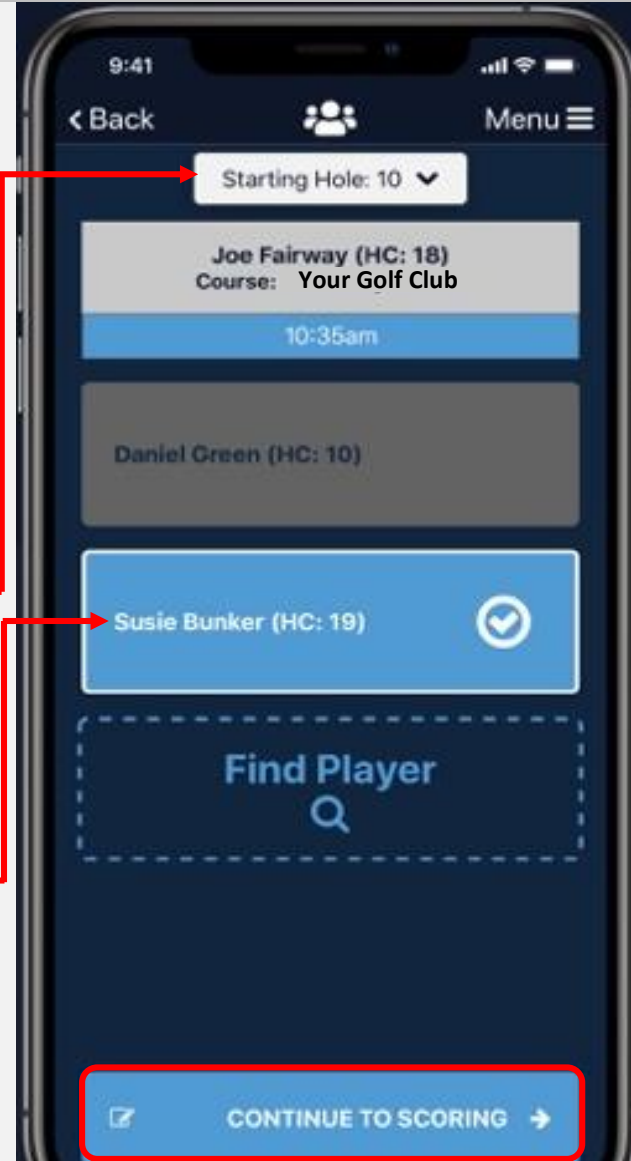 9:41
Back
Menu
Starting Hole: 10
Joe Fairway (HC: 18)
Course: Your Golf Club
10:35am
Daniel Green (HC: 10)
Susie Bunker (HC: 19)
Find Player
CONTINUE TO SCORING